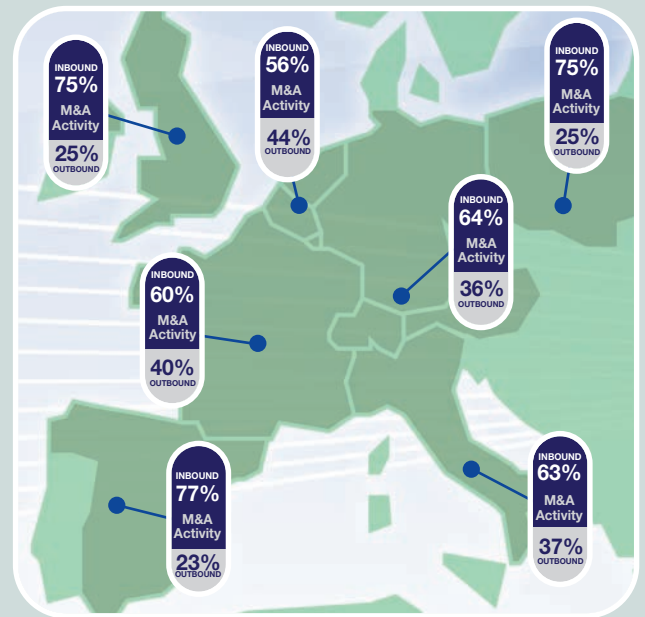 INBOUND
75%
M&A
Activity
25%
OUTBOUND
INBOUND
56%
M&A
Activity
44%
OUTBOUND
INBOUND
75%
M&A
Activity
25%
OUTBOUND
INBOUND
64%
M&A
Activity
36%
OUTBOUND
INBOUND
60%
M&A
Activity
40%
OUTBOUND
INBOUND
77%
M&A
Activity
23%
OUTBOUND
INBOUND
63%
M&A
Activity
37%
OUTBOUND